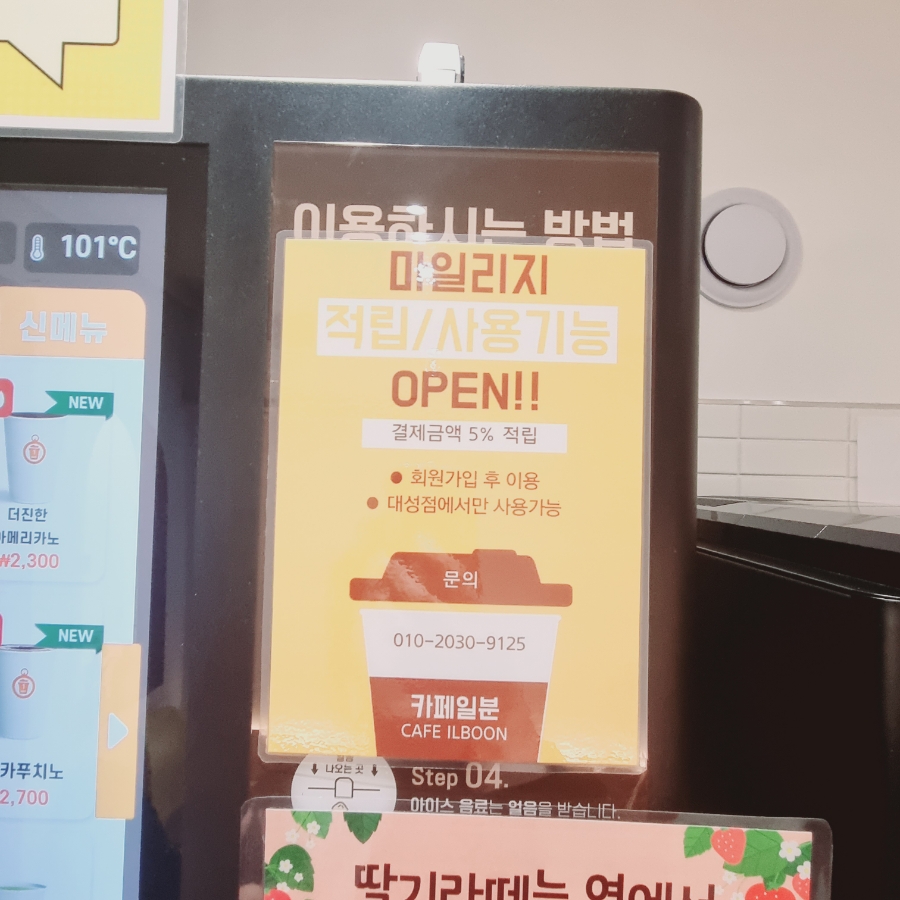 이용하시는 방법
마일리지
적립/사용기능
OPEN!!
결제금액 5% 적립
● 회원가입 후 이용
● 대성점에서만 사용가능
문의
010-2030-9125
카페일분
CAFE ILBOON
나오는 곳
Step 04.
아이스 음료는 얼음을 받습니다.
딸기라떼는 옆에서
101℃
신메뉴
NEW
더진한
아메리카노
₩2,300
NEW
카푸치노
2,700